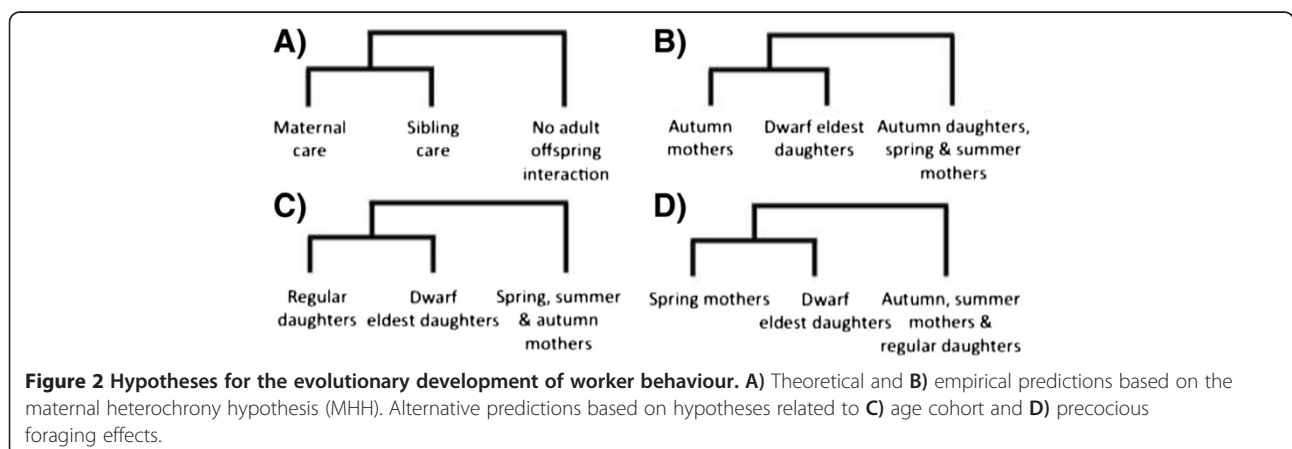 A)
Maternal care
Sibling care
No adult offspring interaction
B)
Autumn mothers
Dwarf eldest daughters
Autumn daughters, spring & summer mothers
C)
Regular daughters
Dwarf eldest daughters
Spring, summer & autumn mothers
D)
Spring mothers
Dwarf eldest daughters
Autumn, summer mothers & regular daughters
Figure 2 Hypotheses for the evolutionary development of worker behaviour. A) Theoretical and B) empirical predictions based on the
maternal heterochrony hypothesis (MHH). Alternative predictions based on hypotheses related to C) age cohort and D) precocious
foraging effects.